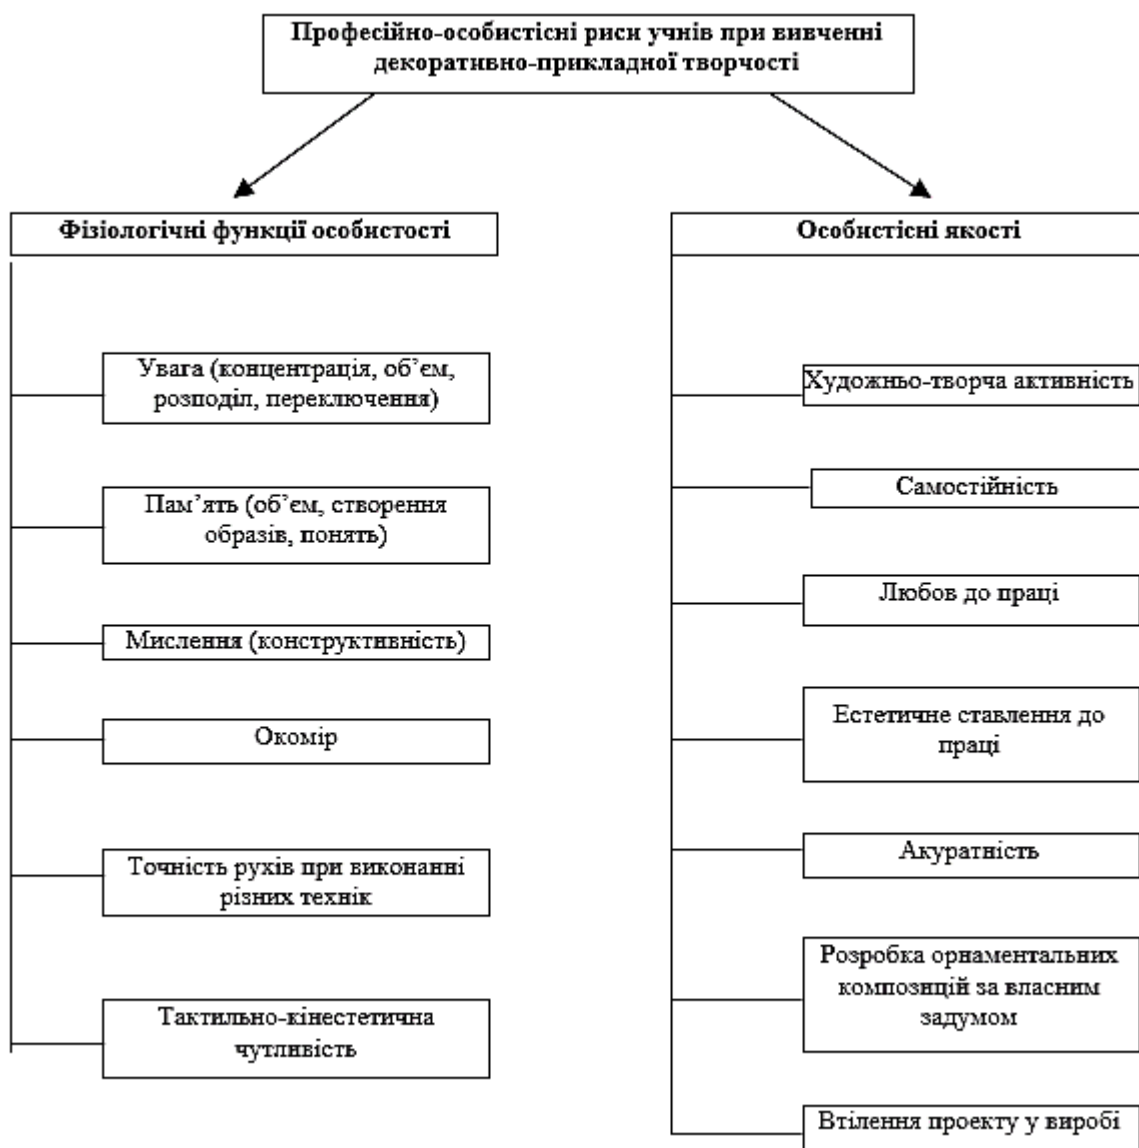 Професійно-особистісні риси учнів при вивченні
декоративно-прикладної творчості
Фізіологічні функції особистості
Увага (концентрація, об’єм,
розподіл, переключення)
Пам’ять (об’єм, створення
образів, понять)
Мислення (конструктивність)
Окомір
Точність рухів при виконанні
різних технік
Тактильно-кінестетична
чутливість
Особистісні якості
Художньо-творча активність
Самостійність
Любов до праці
Естетичне ставлення до
праці
Акуратність
Розробка орнаментальних
композицій за власним
задумом
Втілення проекту у виробі